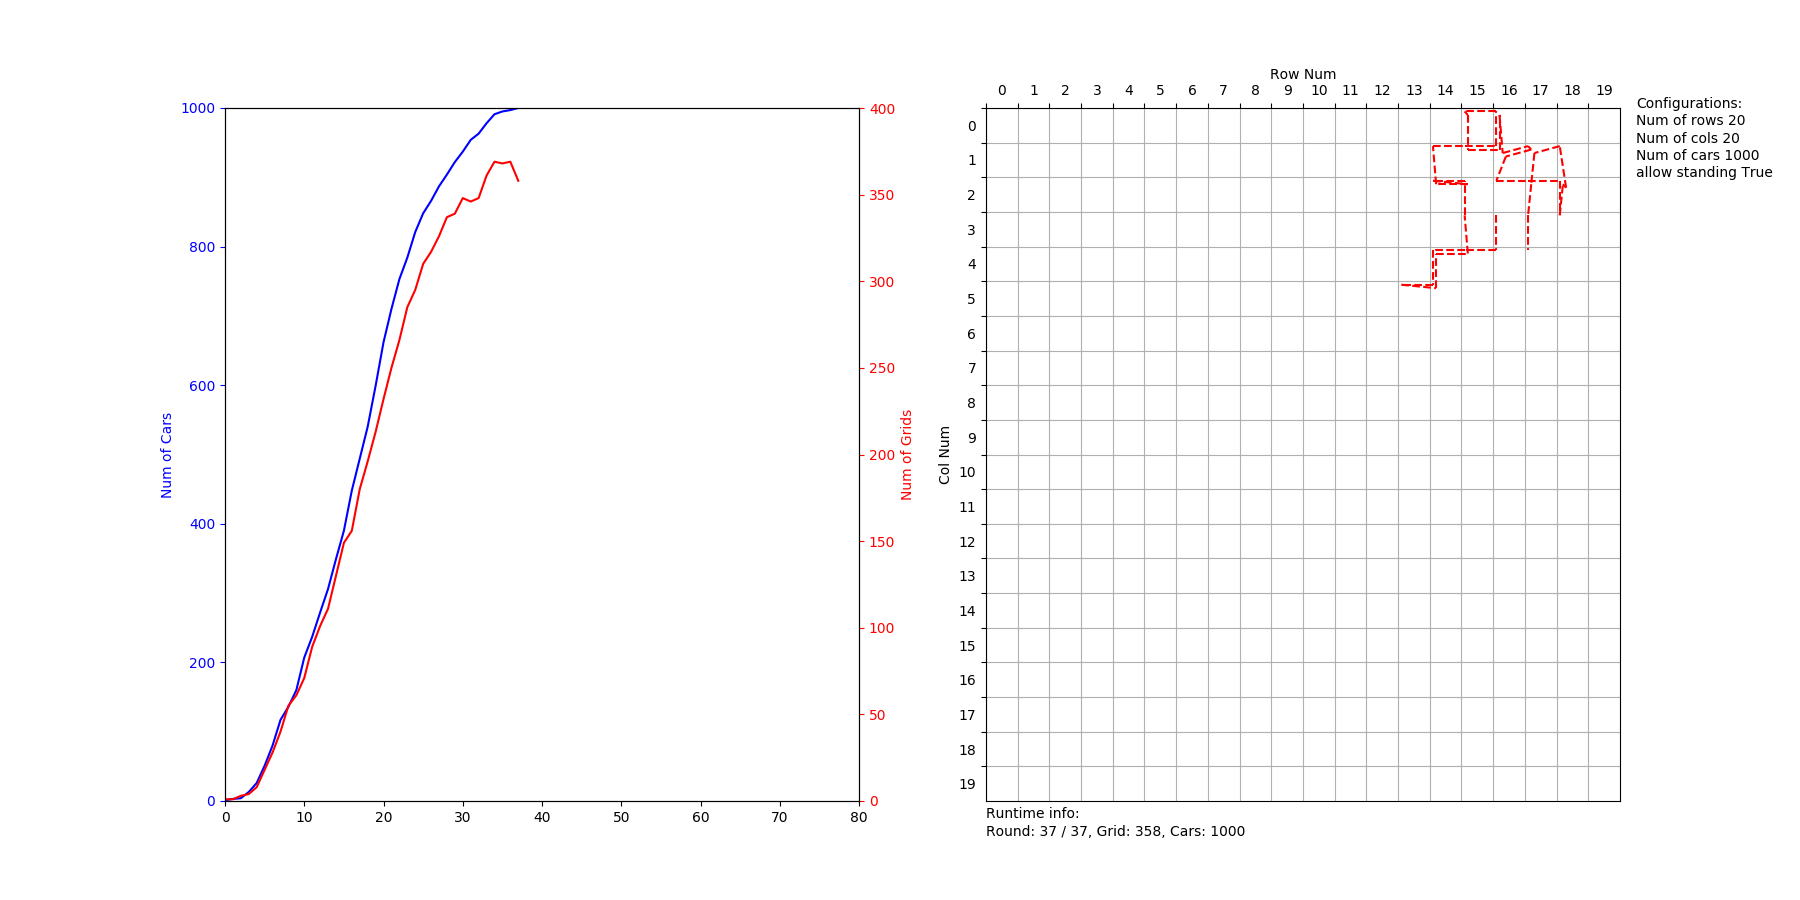 Row Num
0 1 2 3 4 5 6 7 8 9 10 11 12 13 14 15 16 17 18 19
Num of Cars
1000
800
600
400
200
0
0 10 20 30 40 50 60 70 80
400
350
300
250
200
150
100
50
0
Num of Grids
Col Num
0
1
2
3
4
5
6
7
8
9
10
11
12
13
14
15
16
17
18
19
Configurations:
Num of rows 20
Num of cols 20
Num of cars 1000
allow standing True
Runtime info:
Round: 37 / 37, Grid: 358, Cars: 1000